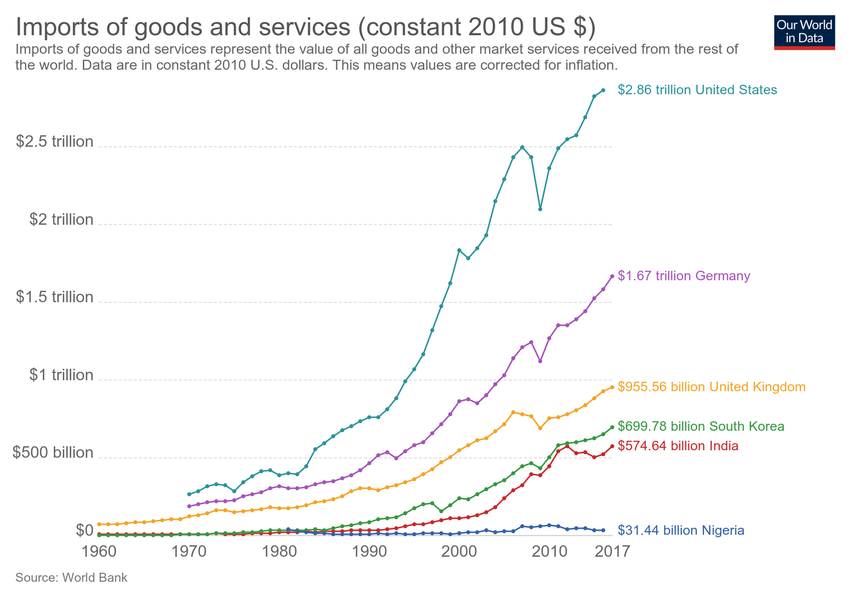 Imports of goods and services (constant 2010 US $)
Our World
in Data
Imports of goods and services represent the value of all goods and other market services received from the rest of
the world. Data are in constant 2010 U.S. dollars. This means values are corrected for inflation.
$2.86 trillion United States
$2.5 trillion
$2 trillion
$1.5 trillion
$1.67 trillion Germany
$1 trillion
$955.56 billion United Kingdom
$699.78 billion South Korea
$500 billion
$574.64 billion India
$0
$31.44 billion Nigeria
1960 1970 1980 1990 2000 2010 2017
Source: World Bank